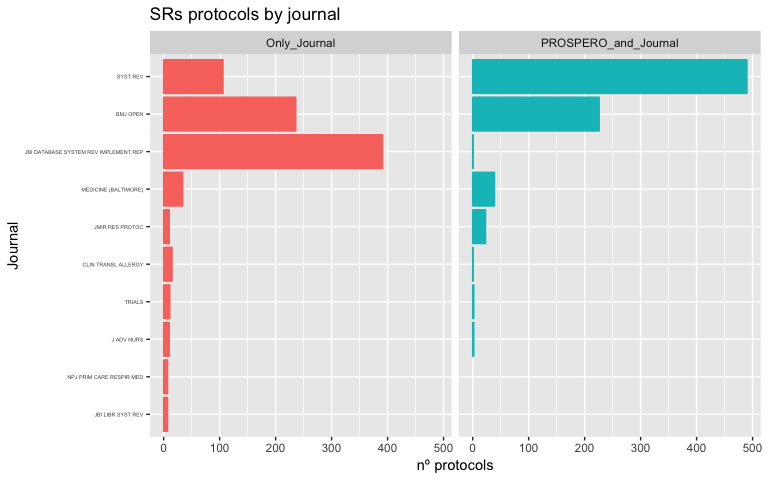 SRs protocols by journal
Only_Journal
PROSPERO_and_Journal
SYST REV
BMJ OPEN
JBI DATABASE SYSTEM REV IMPLEMENT REP
MEDICINE (BALTIMORE)
JMIR RES PROTOC
CLIN TRANSL ALLERGY
TRIALS
J ADV NURS
NPJ PRIM CARE RESPIR MED
JBI LIBR SYST REV
Journal
0 100 200 300 400 500
0 100 200 300 400 500
nº protocols